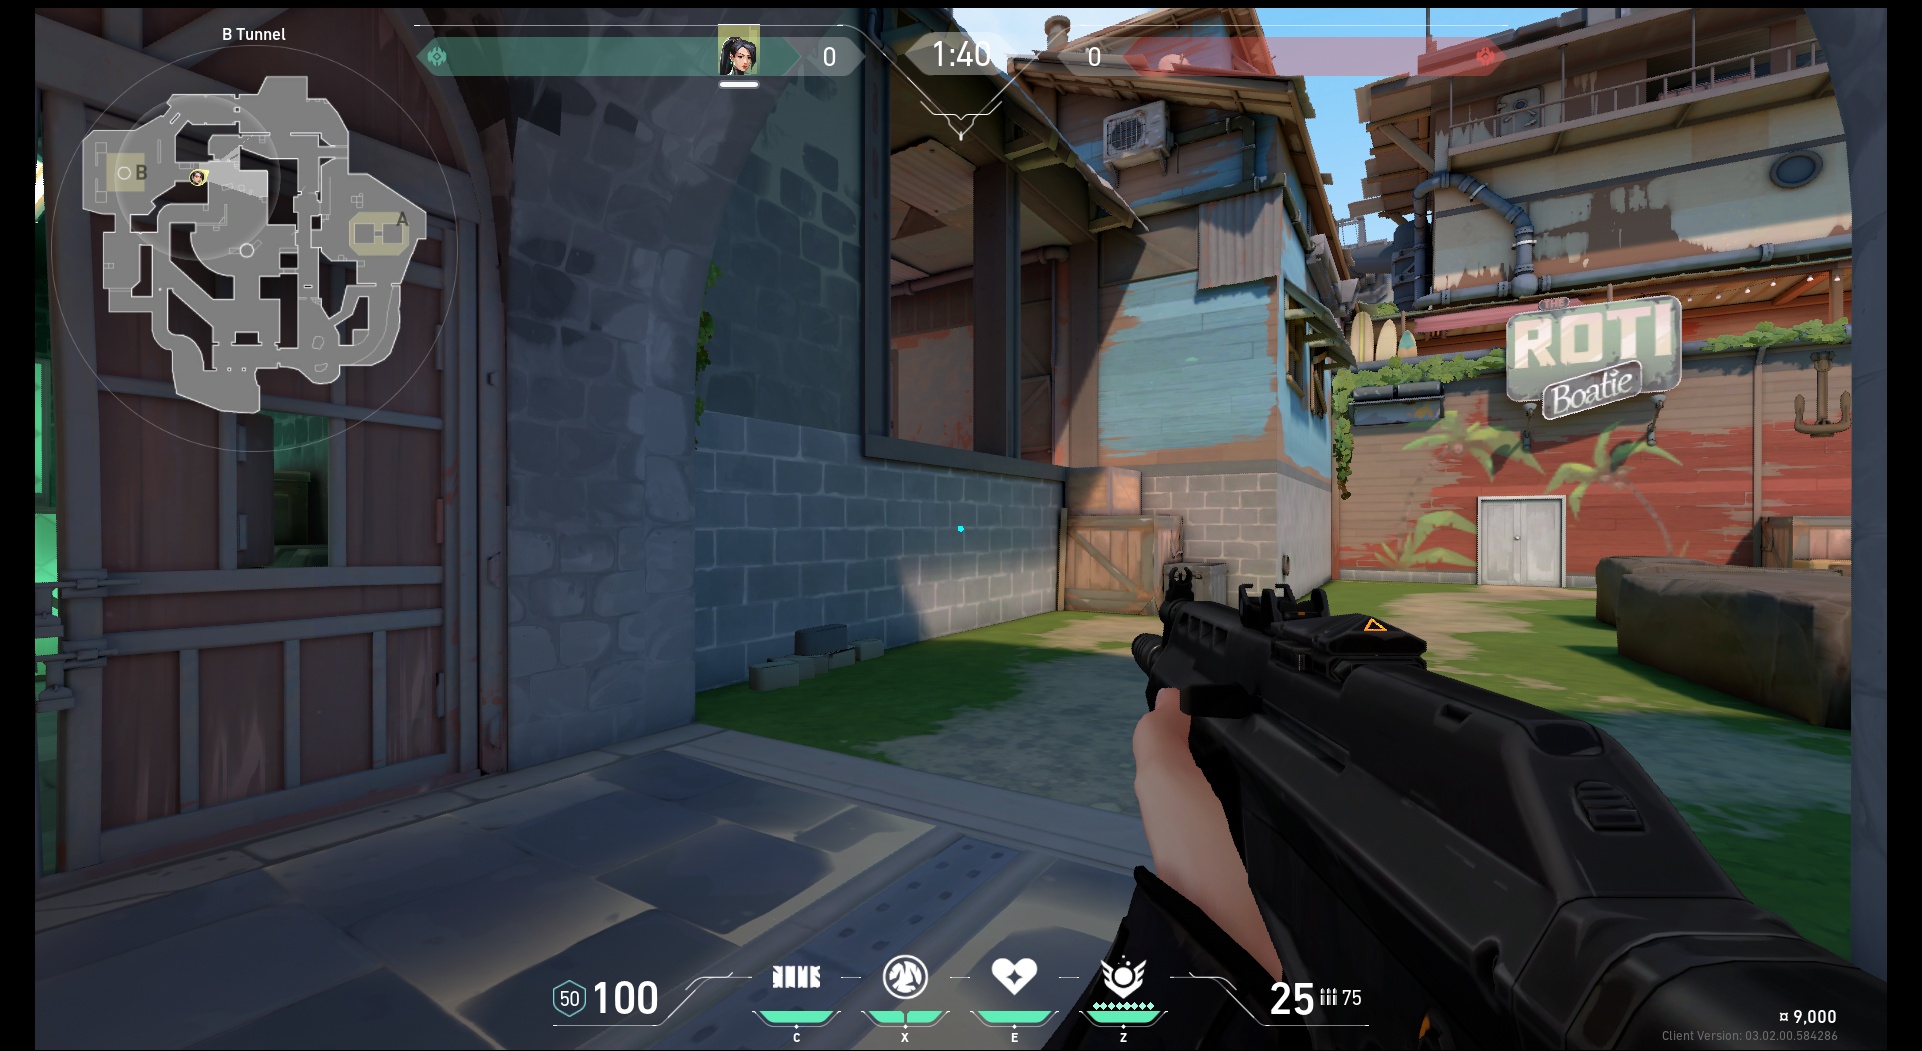 B Tunnel
0
1:40
0
B
A
THE
ROTI
Boatie
50
100
25
75
C
X
E
Z
¤ 9,000
Client Version: 03.02.00.584286